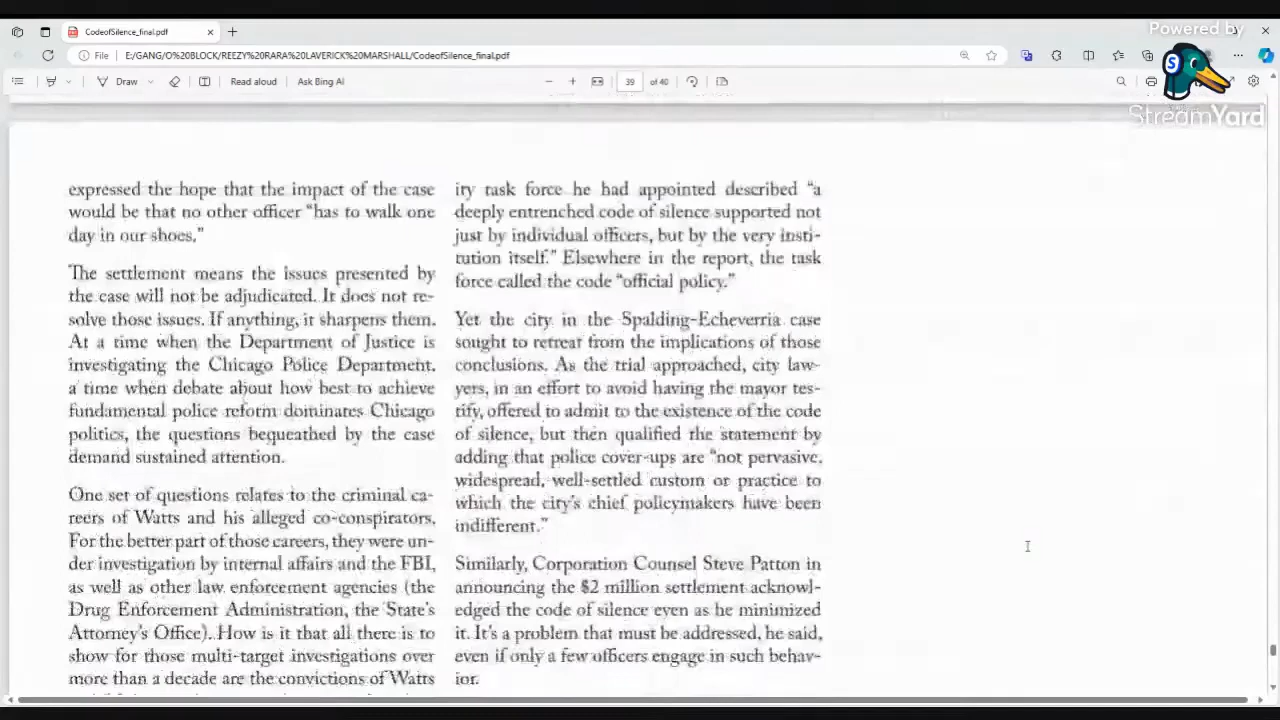 Powered by
CodeofSilence_final.pdf
File
E:/GANG/O%20BLOCK/REEZY%20RARA%20LAVERICK%20MARSHALL/CodeofSilence_final.pdf
Draw
Read aloud
Ask Bing AI
39
of 40
StreamYard
expressed the hope that the impact of the case
would be that no other officer “has to walk one
day in our shoes.”
The settlement means the issues presented by
the case will not be adjudicated. It does not re-
solve those issues. If anything, it sharpens them.
At a time when the Department of Justice is
investigating the Chicago Police Department,
a time when debate about how best to achieve
fundamental police reform dominates Chicago
politics, the questions bequeathed by the case
demand sustained attention.
One set of questions relates to the criminal ca-
reers of Watts and his alleged co-conspirators.
For the better part of those careers, they were un-
der investigation by internal affairs and the FBI,
as well as other law enforcement agencies (the
Drug Enforcement Administration, the State’s
Attorney’s Office). How is it that all there is to
show for those multi-target investigations over
more than a decade are the convictions of Watts
ity task force he had appointed described “a
deeply entrenched code of silence supported not
just by individual officers, but by the very insti-
tution itself.” Elsewhere in the report, the task
force called the code “official policy.”
Yet the city in the Spalding-Echeverria case
sought to retreat from the implications of those
conclusions. As the trial approached, city law-
yers, in an effort to avoid having the mayor tes-
tify, offered to admit to the existence of the code
of silence, but then qualified the statement by
adding that police cover-ups are “not pervasive,
widespread, well-settled custom or practice to
which the city’s chief policymakers have been
indifferent.”
Similarly, Corporation Counsel Steve Patton in
announcing the $2 million settlement acknowl-
edged the code of silence even as he minimized
it. It’s a problem that must be addressed, he said,
even if only a few officers engage in such behav-
ior.